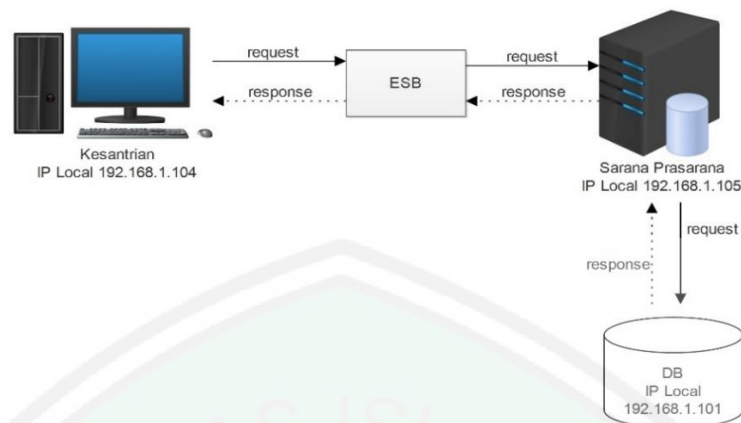 request
request
response
ESB
response
Kesantrian
IP Local 192.168.1.104
Sarana Prasarana
IP Local 192.168.1.105
request
response
DB
IP Local
192.168.1.101